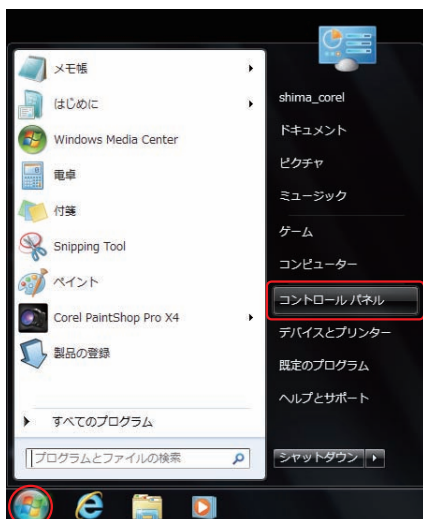 メモ帳
はじめに
Windows Media Center
電卓
付箋
Snipping Tool
ペイント
Corel PaintShop Pro X4
製品の登録
すべてのプログラム
プログラムとファイルの検索
shima_corel
ドキュメント
ピクチャ
ミュージック
ゲーム
コンピューター
コントロール パネル
デバイスとプリンター
既定のプログラム
ヘルプとサポート
シャットダウン